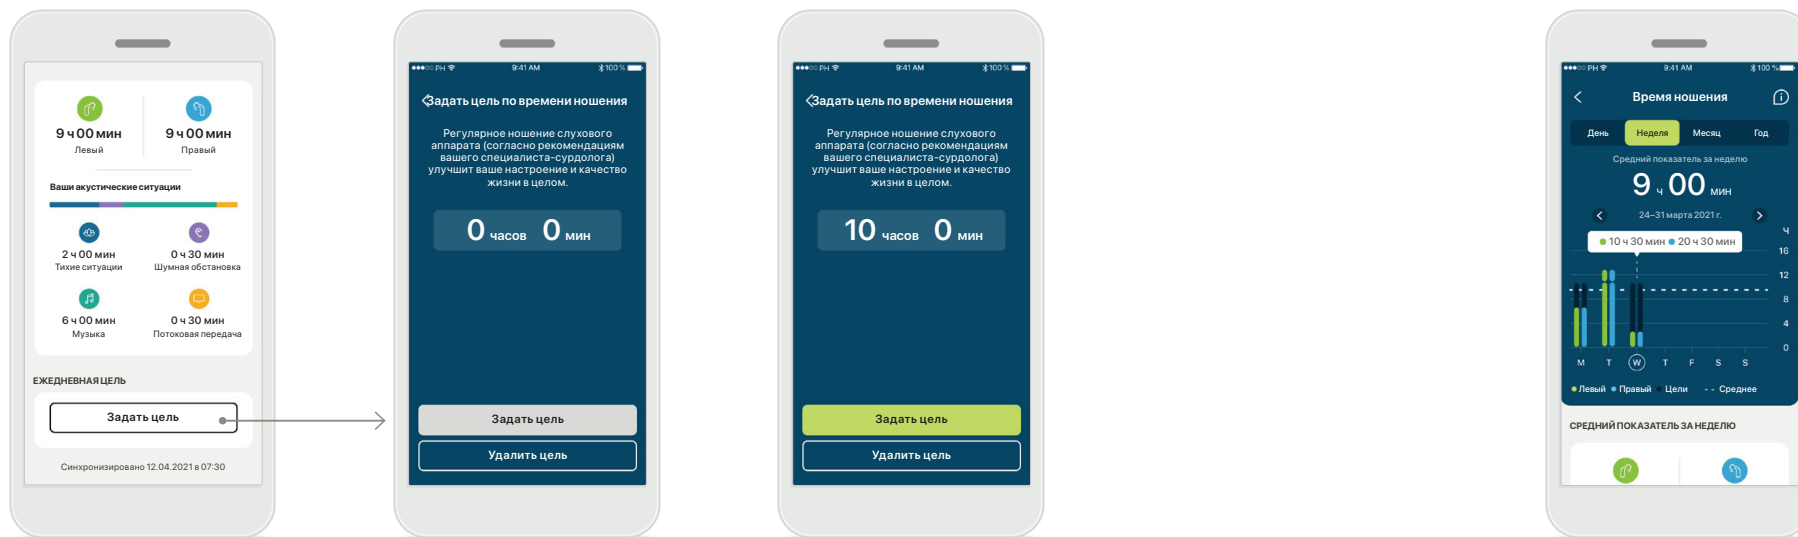 9 ч 00 мин
Левый
9 ч 00 мин
Правый
Ваши акустические ситуации
2 ч 00 мин
Тихие ситуации
0 ч 30 мин
Шумная обстановка
6 ч 00 мин
Музыка
0 ч 30 мин
Потоковая передача
ЕЖЕДНЕВНАЯ ЦЕЛЬ
Задать цель
Синхронизировано 12.04.2021 в 07:30
PH 9:41 AM 100 %
Задать цель по времени ношения
Регулярное ношение слухового
аппарата (согласно рекомендациям
вашего специалиста-сурдолога)
улучшит ваше настроение и качество
жизни в целом.
0 часов 0 мин
Задать цель
Удалить цель
PH 9:41 AM 100 %
Задать цель по времени ношения
Регулярное ношение слухового
аппарата (согласно рекомендациям
вашего специалиста-сурдолога)
улучшит ваше настроение и качество
жизни в целом.
10 часов 0 мин
Задать цель
Удалить цель
PH 9:41 AM 100 %
Время ношения
День Неделя Месяц Год
Средний показатель за неделю
9 ч 00 мин
24–31 марта 2021 г.
Ч
10 ч 30 мин 20 ч 30 мин
16
12
8
4
0
M T W T F S S
Левый Правый Цели - - Среднее
СРЕДНИЙ ПОКАЗАТЕЛЬ ЗА НЕДЕЛЮ